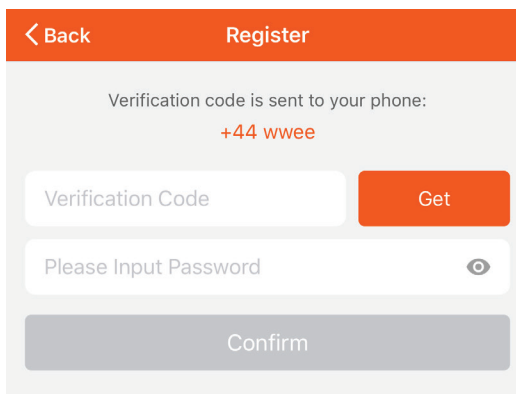 Back Register
Verification code is sent to your phone:
+44 wwee
Verification Code Get
Please Input Password
Confirm